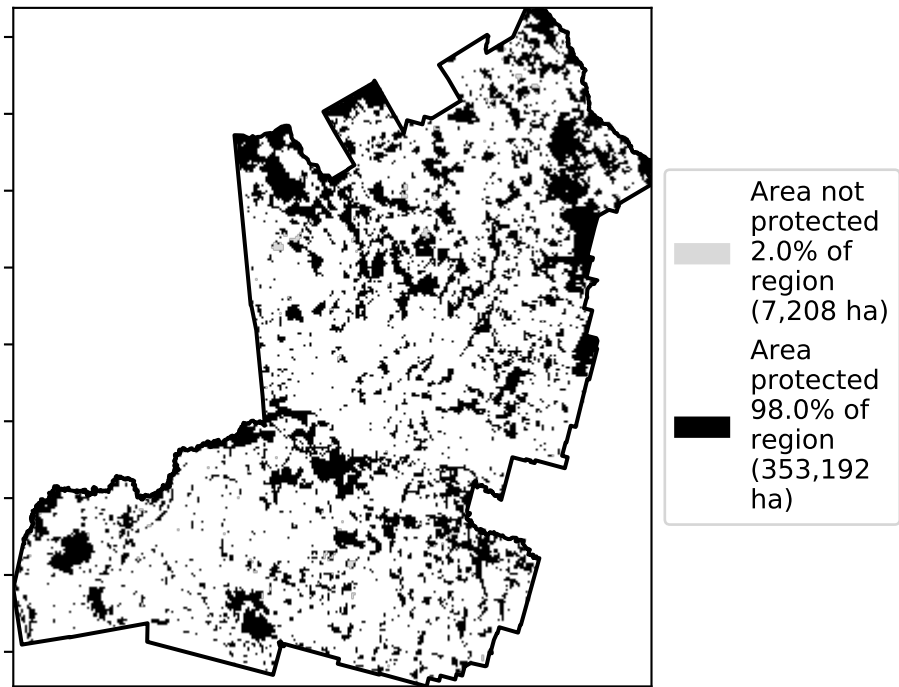 Area not
protected
2.0% of
region
(7,208 ha)
Area
protected
98.0% of
region
(353,192
ha)